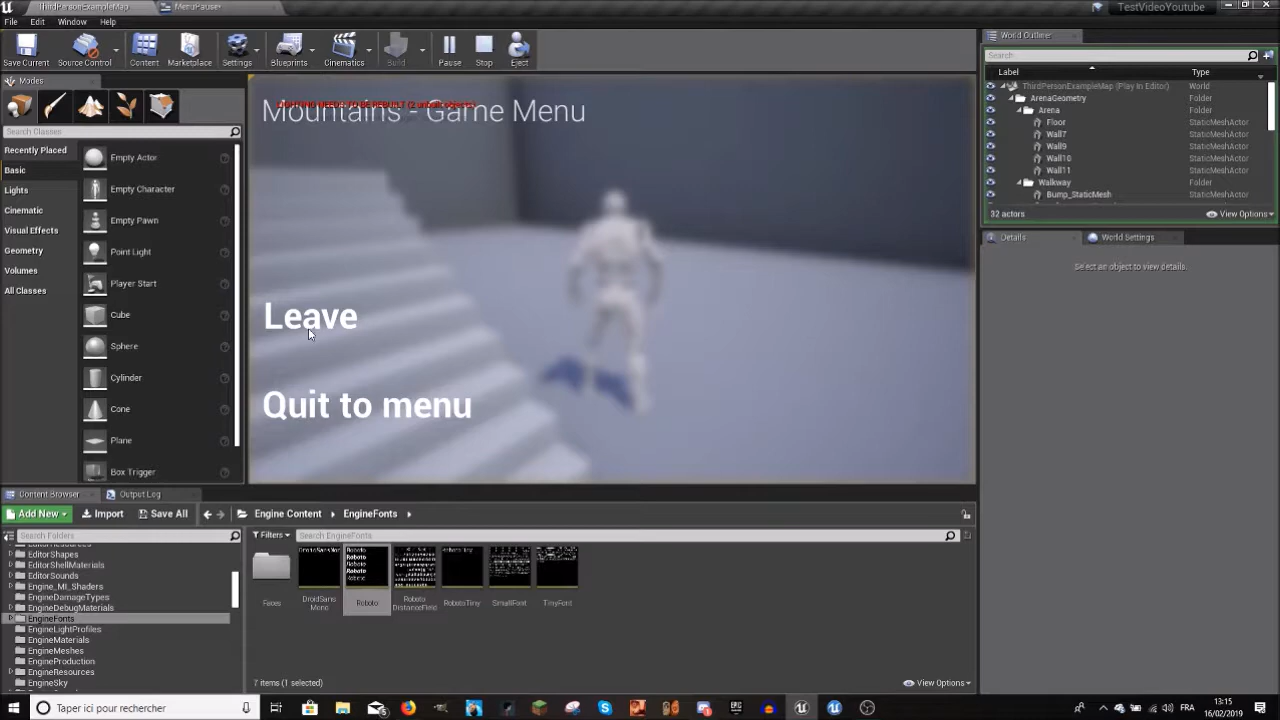 ThirdPersonExampleMap
MenuPause*
TestVideoYoutube
File Edit Window Help
Save Current
Source Control
Content
Marketplace
Settings
Blueprints
Cinematics
Build
Pause
Stop
Eject
Modes
Search Classes
Recently Placed
Basic
Lights
Cinematic
Visual Effects
Geometry
Volumes
All Classes
Empty Actor
Empty Character
Empty Pawn
Point Light
Player Start
Cube
Sphere
Cylinder
Cone
Plane
Box Trigger
LIGHTING NEEDS TO BE REBUILT (2 unbuilt objects)
Mountains - Game Menu
Leave
Quit to menu
World Outliner
Search
Label Type
ThirdPersonExampleMap (Play In Editor) World
ArenaGeometry Folder
Arena Folder
Floor StaticMeshActor
Wall7 StaticMeshActor
Wall9 StaticMeshActor
Wall10 StaticMeshActor
Wall11 StaticMeshActor
Walkway Folder
Bump_StaticMesh StaticMeshActor
32 actors View Options
Details World Settings
Select an object to view details.
Content Browser Output Log
Add New Import Save All Engine Content EngineFonts
Search Folders
Filters Search EngineFonts
EditorShapes
EditorShellMaterials
EditorSounds
Engine_MI_Shaders
EngineDamageTypes
EngineDebugMaterials
EngineFonts
EngineLightProfiles
EngineMaterials
EngineMeshes
EngineProduction
EngineResources
EngineSky
Faces
DroidSans Mono
Roboto
Roboto DistanceField
RobotoTiny
SmallFont
TinyFont
7 items (1 selected) View Options
Taper ici pour rechercher
FRA
13:15
16/02/2019